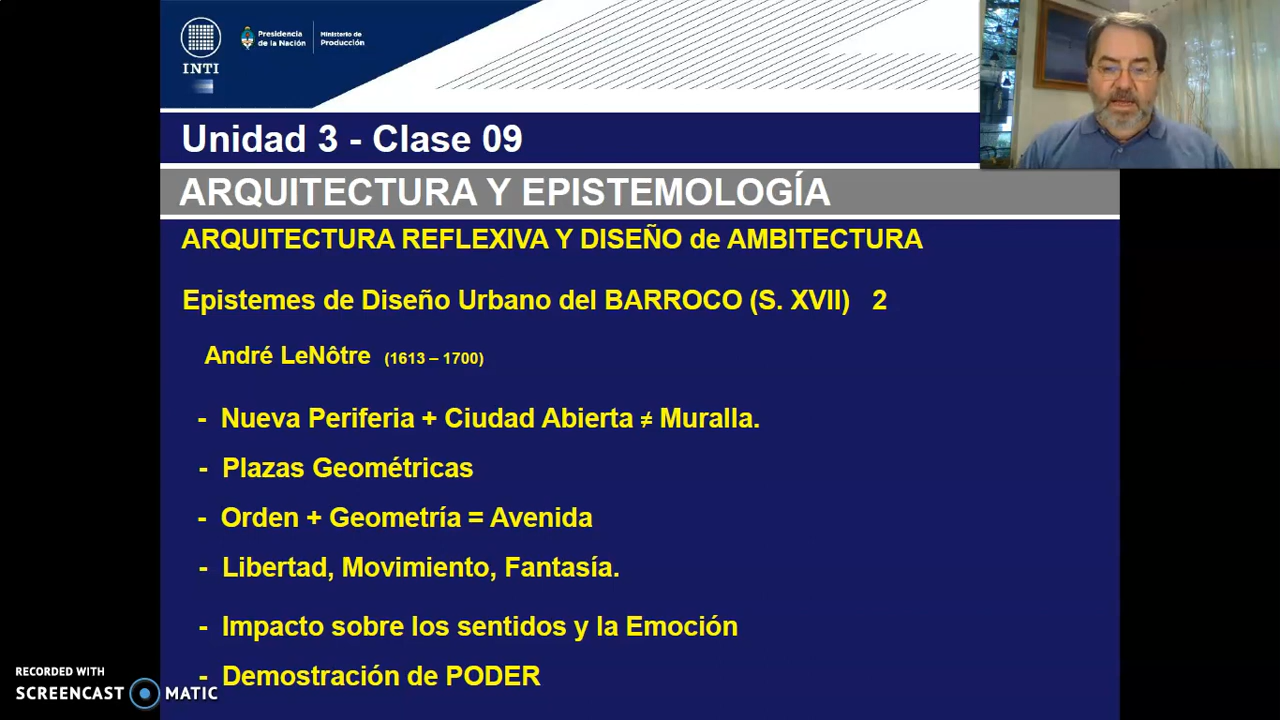 INTI
Presidencia
de la Nación
Ministerio de
Producción
Unidad 3 - Clase 09
ARQUITECTURA Y EPISTEMOLOGÍA
ARQUITECTURA REFLEXIVA Y DISEÑO de AMBITECTURA
Epistemes de Diseño Urbano del BARROCO (S. XVII) 2
André LeNôtre (1613 – 1700)
- Nueva Periferia + Ciudad Abierta ≠ Muralla.
- Plazas Geométricas
- Orden + Geometría = Avenida
- Libertad, Movimiento, Fantasía.
- Impacto sobre los sentidos y la Emoción
- Demostración de PODER
RECORDED WITH
SCREENCAST MATIC